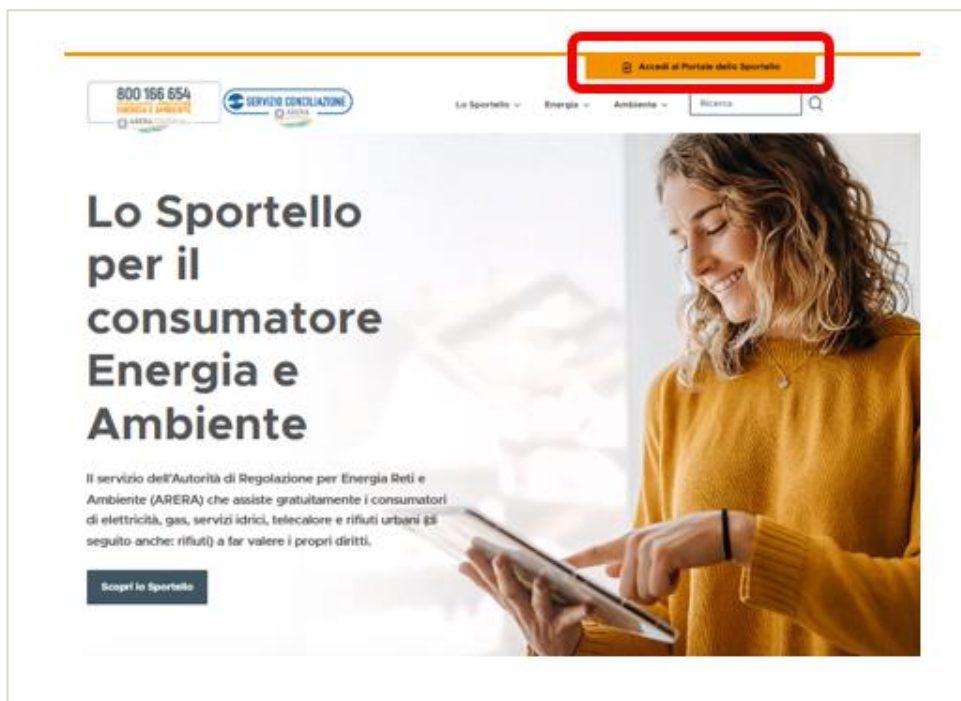 Accedi al Portale dello Sportello
800 166 654
ENERGIA E AMBIENTE
ARERA
SERVIZIO CONCILIAZIONE
ARERA
Lo Sportello
Energia
Ambiente
Ricerca
Lo Sportello
per il
consumatore
Energia e
Ambiente
Il servizio dell'Autorità di Regolazione per Energia Reti e
Ambiente (ARERA) che assiste gratuitamente i consumatori
di elettricità, gas, servizi idrici, telecalore e rifiuti urbani (di
seguito anche: rifiuti) a far valere i propri diritti.
Scopri lo Sportello